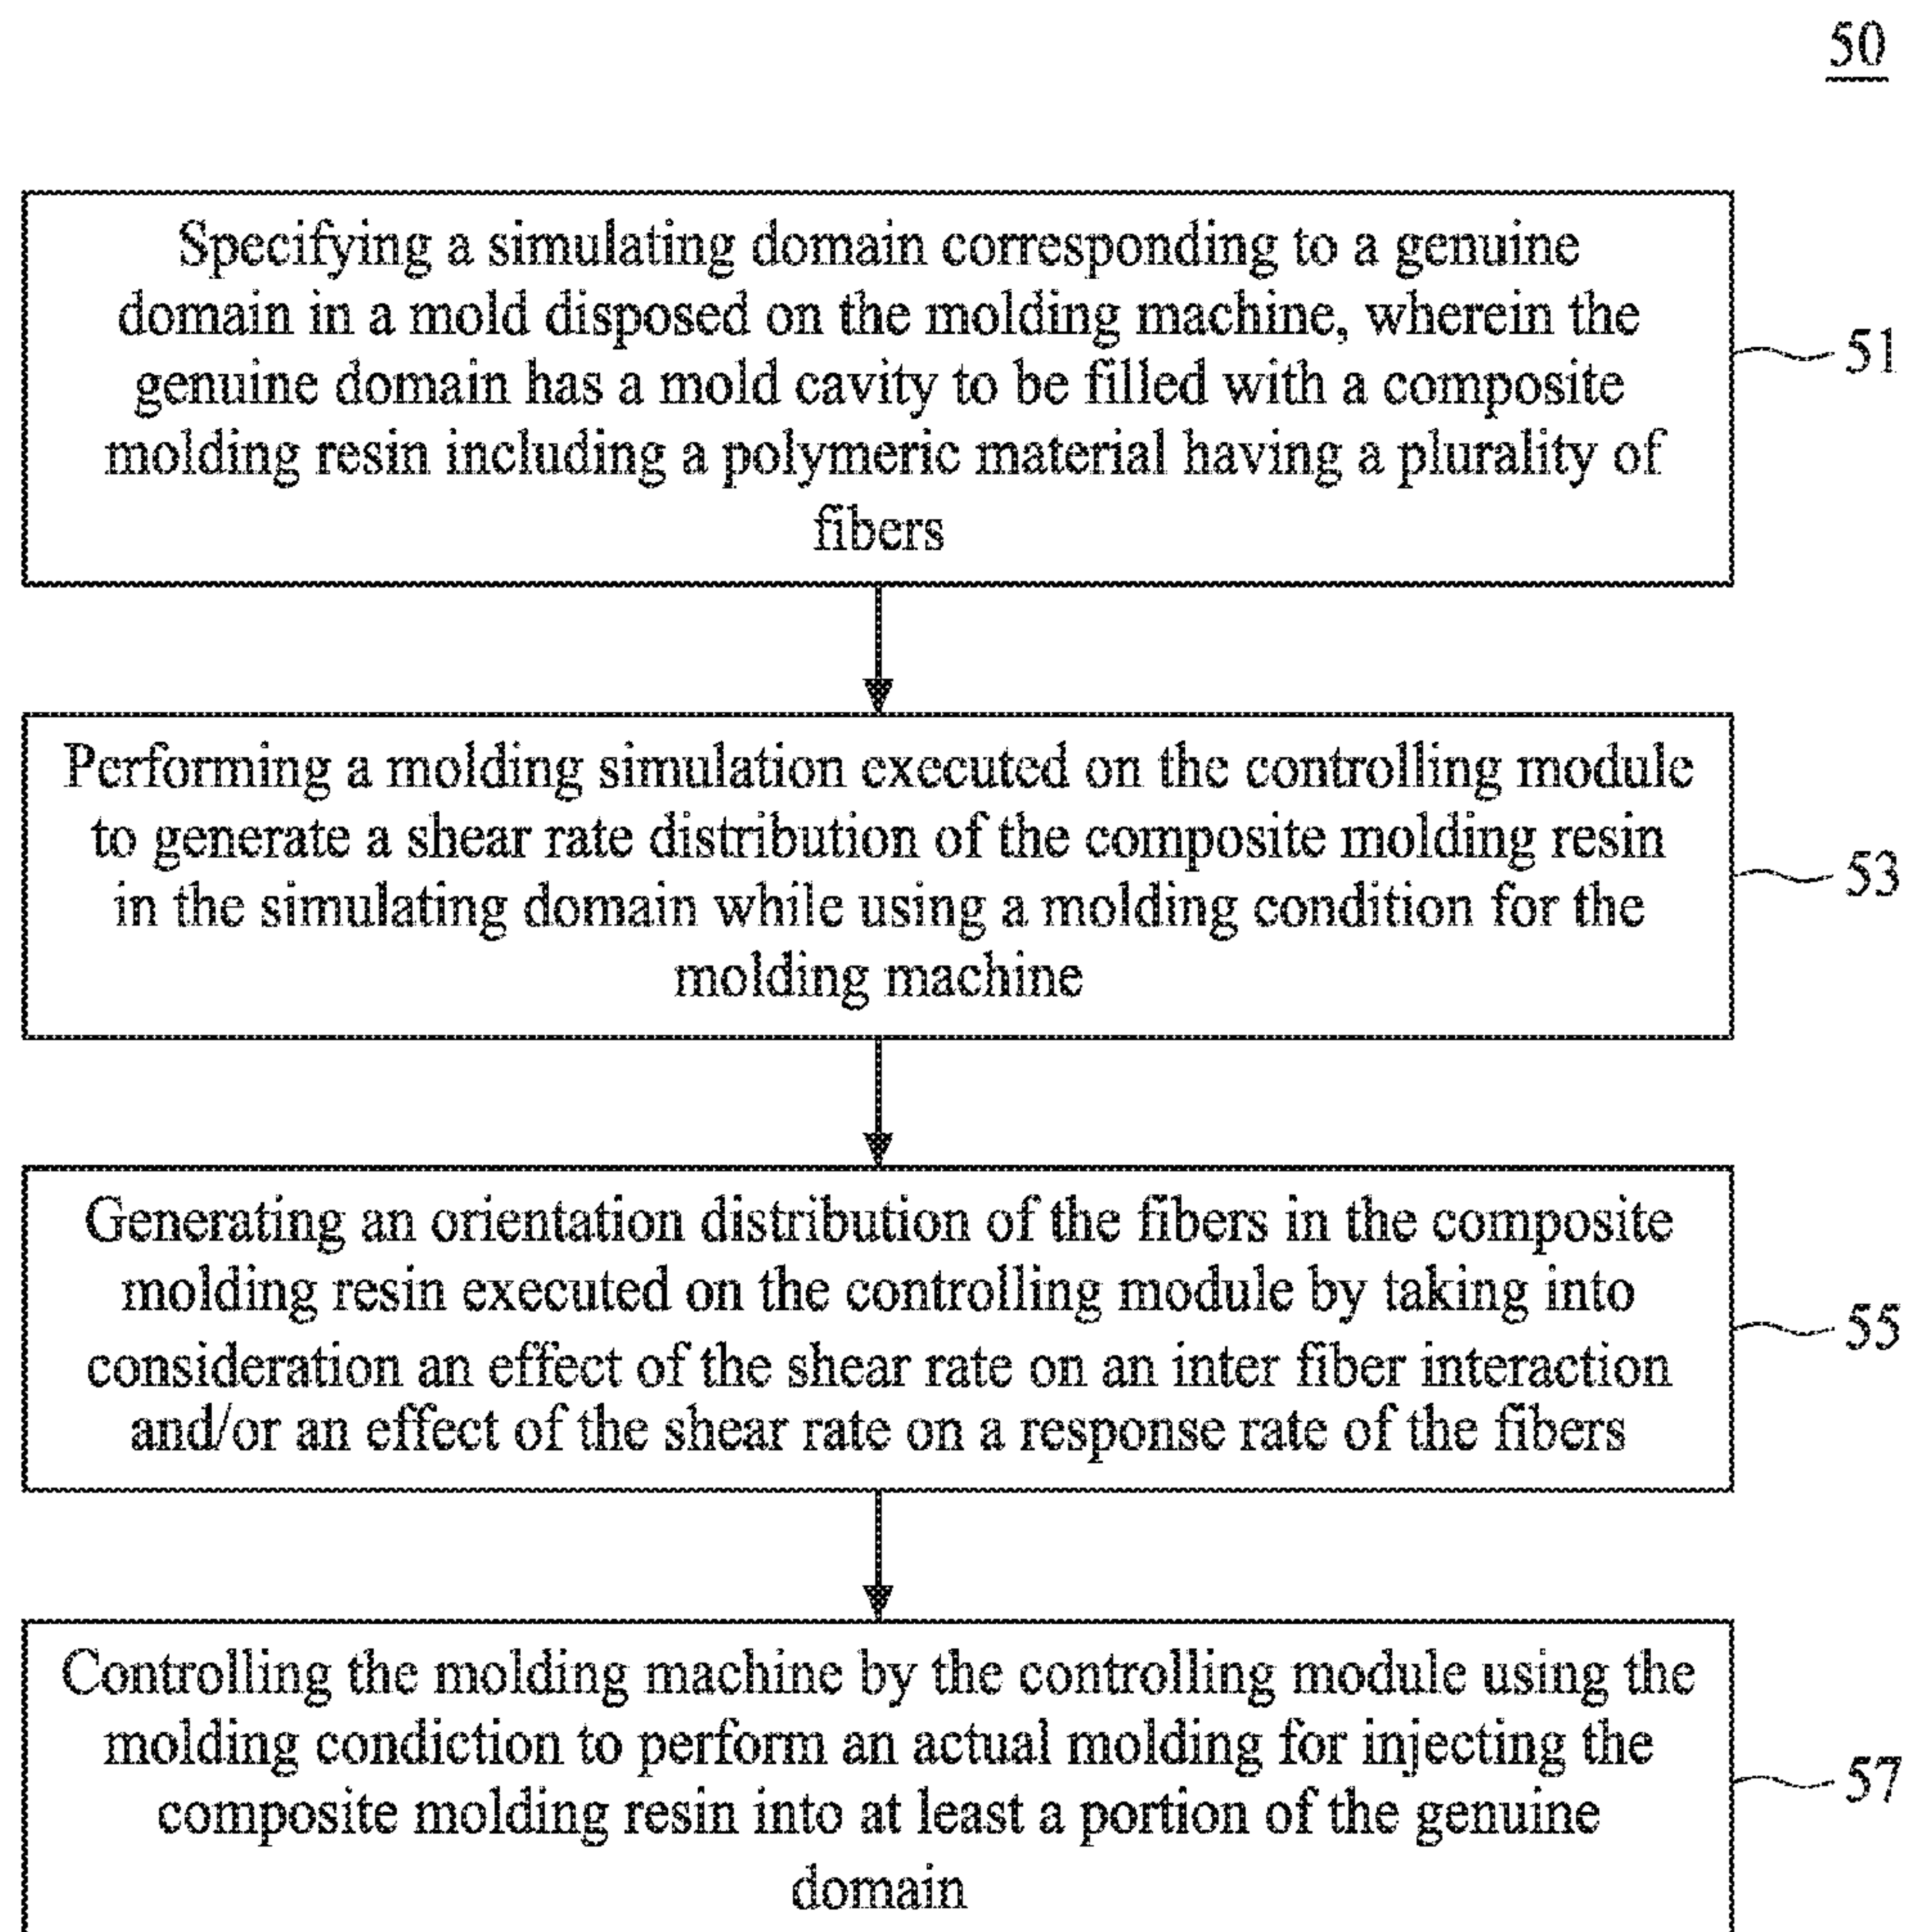 50
Specifying a simulating domain corresponding to a genuine
domain in a mold disposed on the molding machine, wherein the
genuine domain has a mold cavity to be filled with a composite
molding resin including a polymeric material having a plurality of
fibers
51
Performing a molding simulation executed on the controlling module
to generate a shear rate distribution of the composite molding resin
in the simulating domain while using a molding condition for the
molding machine
53
Generating an orientation distribution of the fibers in the composite
molding resin executed on the controlling module by taking into
consideration an effect of the shear rate on an inter fiber interaction
and/or an effect of the shear rate on a response rate of the fibers
55
Controlling the molding machine by the controlling module using the
molding condiction to perform an actual molding for injecting the
composite molding resin into at least a portion of the genuine
domain
57